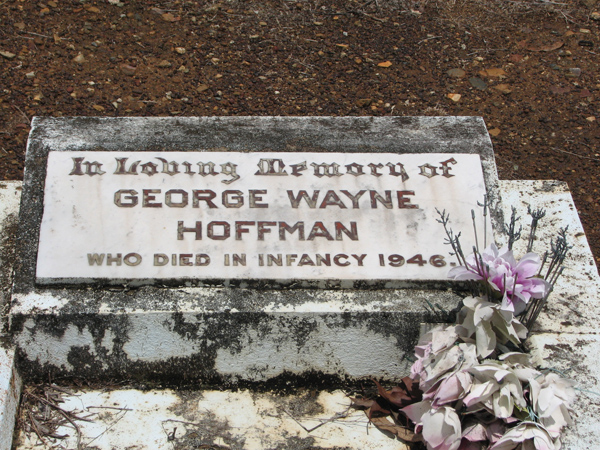 In Loving Memory of
GEORGE WAYNE
HOFFMAN
WHO DIED IN INFANCY 1946.